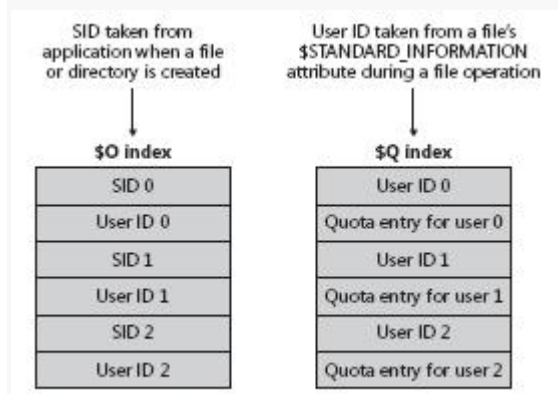 SID taken from
application when a file
or directory is created
User ID taken from a file's
$STANDARD_INFORMATION
attribute during a file operation
$O index
SID 0
User ID 0
SID 1
User ID 1
SID 2
User ID 2
$Q index
User ID 0
Quota entry for user 0
User ID 1
Quota entry for user 1
User ID 2
Quota entry for user 2